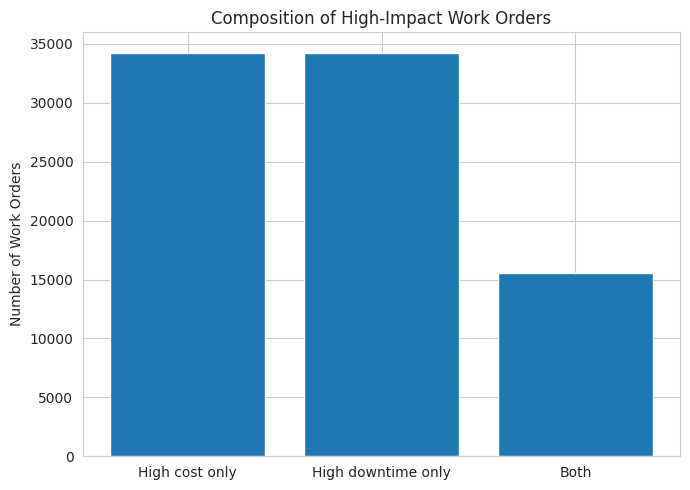 Composition of High-Impact Work Orders
Number of Work Orders
35000
30000
25000
20000
15000
10000
5000
0
High cost only
High downtime only
Both